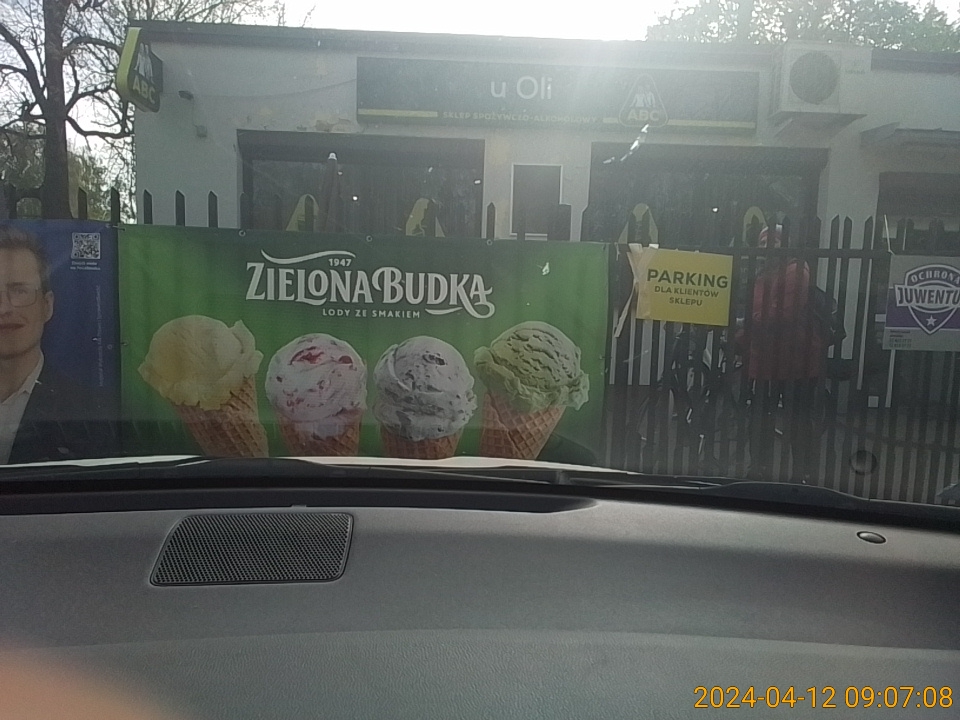 ABC
u Oli
SKLEP SPOŻYWCZO-ALKOHOLOWY
ABC
1947
ZIELONA BUDKA
LODY ZE SMAKIEM
PARKING
DLA KLIENTÓW
SKLEPU
OCHRONA
JUWENTU
2024-04-12 09:07:08